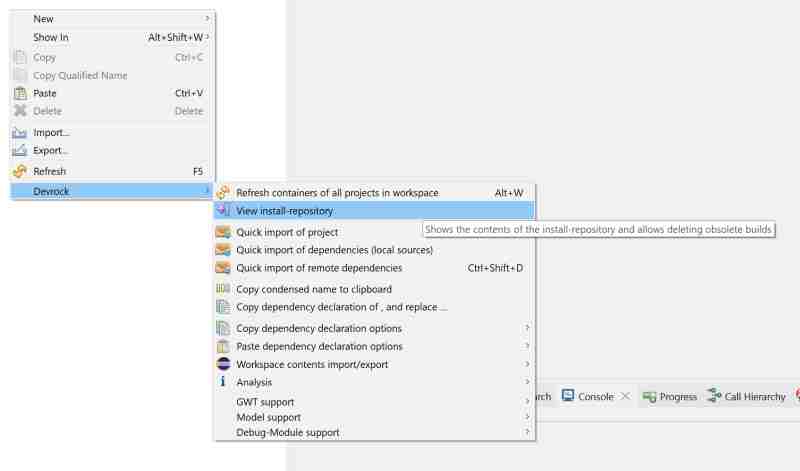 New
Show In Alt+Shift+W
Copy Ctrl+C
Copy Qualified Name
Paste Ctrl+V
Delete Delete
Import...
Export...
Refresh F5
Devrock
Refresh containers of all projects in workspace Alt+W
View install-repository
Shows the contents of the install-repository and allows deleting obsolete builds
Quick import of project
Quick import of dependencies (local sources)
Quick import of remote dependencies Ctrl+Shift+D
Copy condensed name to clipboard
Copy dependency declaration of , and replace ...
Copy dependency declaration options
Paste dependency declaration options
Workspace contents import/export
Analysis
GWT support
Model support
Debug-Module support
Console Progress Call Hierarchy